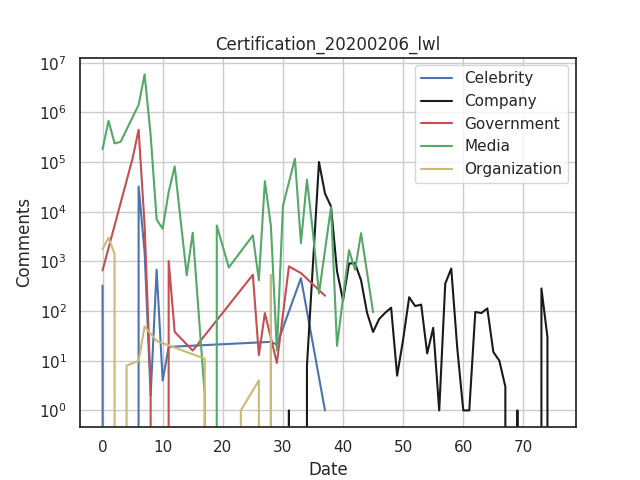 Certification_20200206_lwl
Comments
10^7
10^6
10^5
10^4
10^3
10^2
10^1
10^0
Celebrity
Company
Government
Media
Organization
0 10 20 30 40 50 60 70
Date